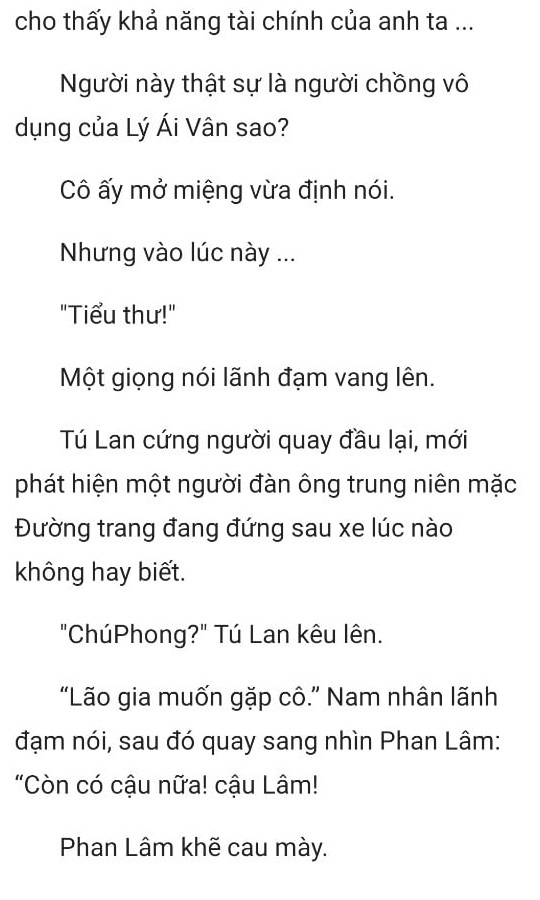 cho thấy khả năng tài chính của anh ta ...
Người này thật sự là người chồng vô
dụng của Lý Ái Vân sao?
Cô ấy mở miệng vừa định nói.
Nhưng vào lúc này ...
"Tiểu thư!"
Một giọng nói lãnh đạm vang lên.
Tú Lan cứng người quay đầu lại, mới
phát hiện một người đàn ông trung niên mặc
Đường trang đang đứng sau xe lúc nào
không hay biết.
"ChúPhong?" Tú Lan kêu lên.
“Lão gia muốn gặp cô.” Nam nhân lãnh
đạm nói, sau đó quay sang nhìn Phan Lâm:
“Còn có cậu nữa! cậu Lâm!
Phan Lâm khẽ cau mày.